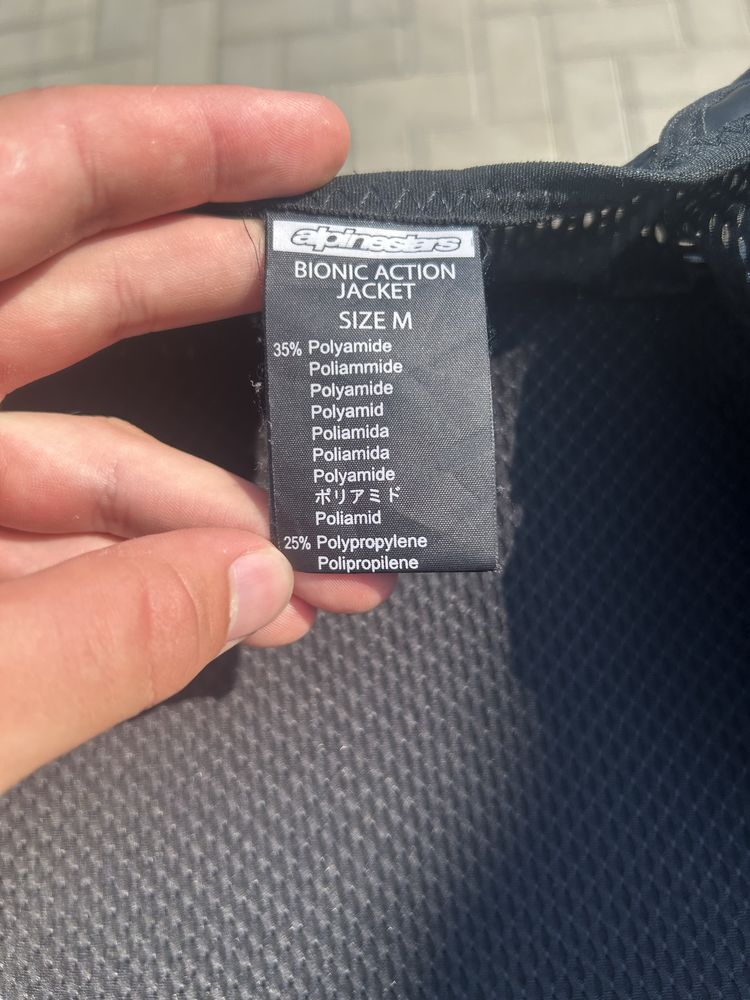 alpinestars
BIONIC ACTION
JACKET
SIZE M
35% Polyamide
Poliammide
Polyamide
Polyamid
Poliamida
Poliamida
Polyamide
ポリアミド
Poliamid
25% Polypropylene
Polipropilene